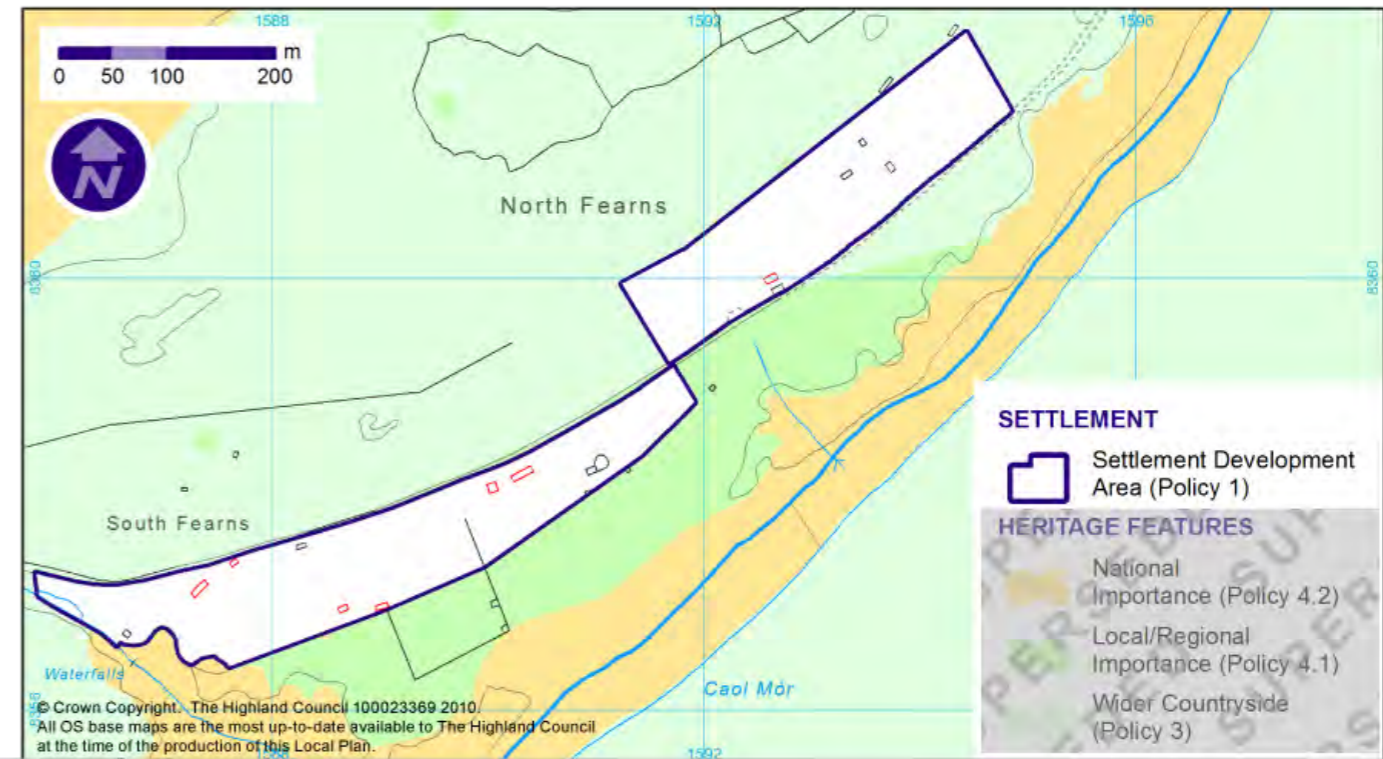 1588
1592
1596
m
0 50 100 200
N
North Fearns
8360
8360
SETTLEMENT
Settlement Development
Area (Policy 1)
HERITAGE FEATURES
National
Importance (Policy 4.2)
Local/Regional
Importance (Policy 4.1)
Wider Countryside
(Policy 3)
South Fearns
Waterfalls
Caol Mór
© Crown Copyright. The Highland Council 100023369 2010.
All OS base maps are the most up-to-date available to The Highland Council
at the time of the production of this Local Plan.
8356
1588
1592